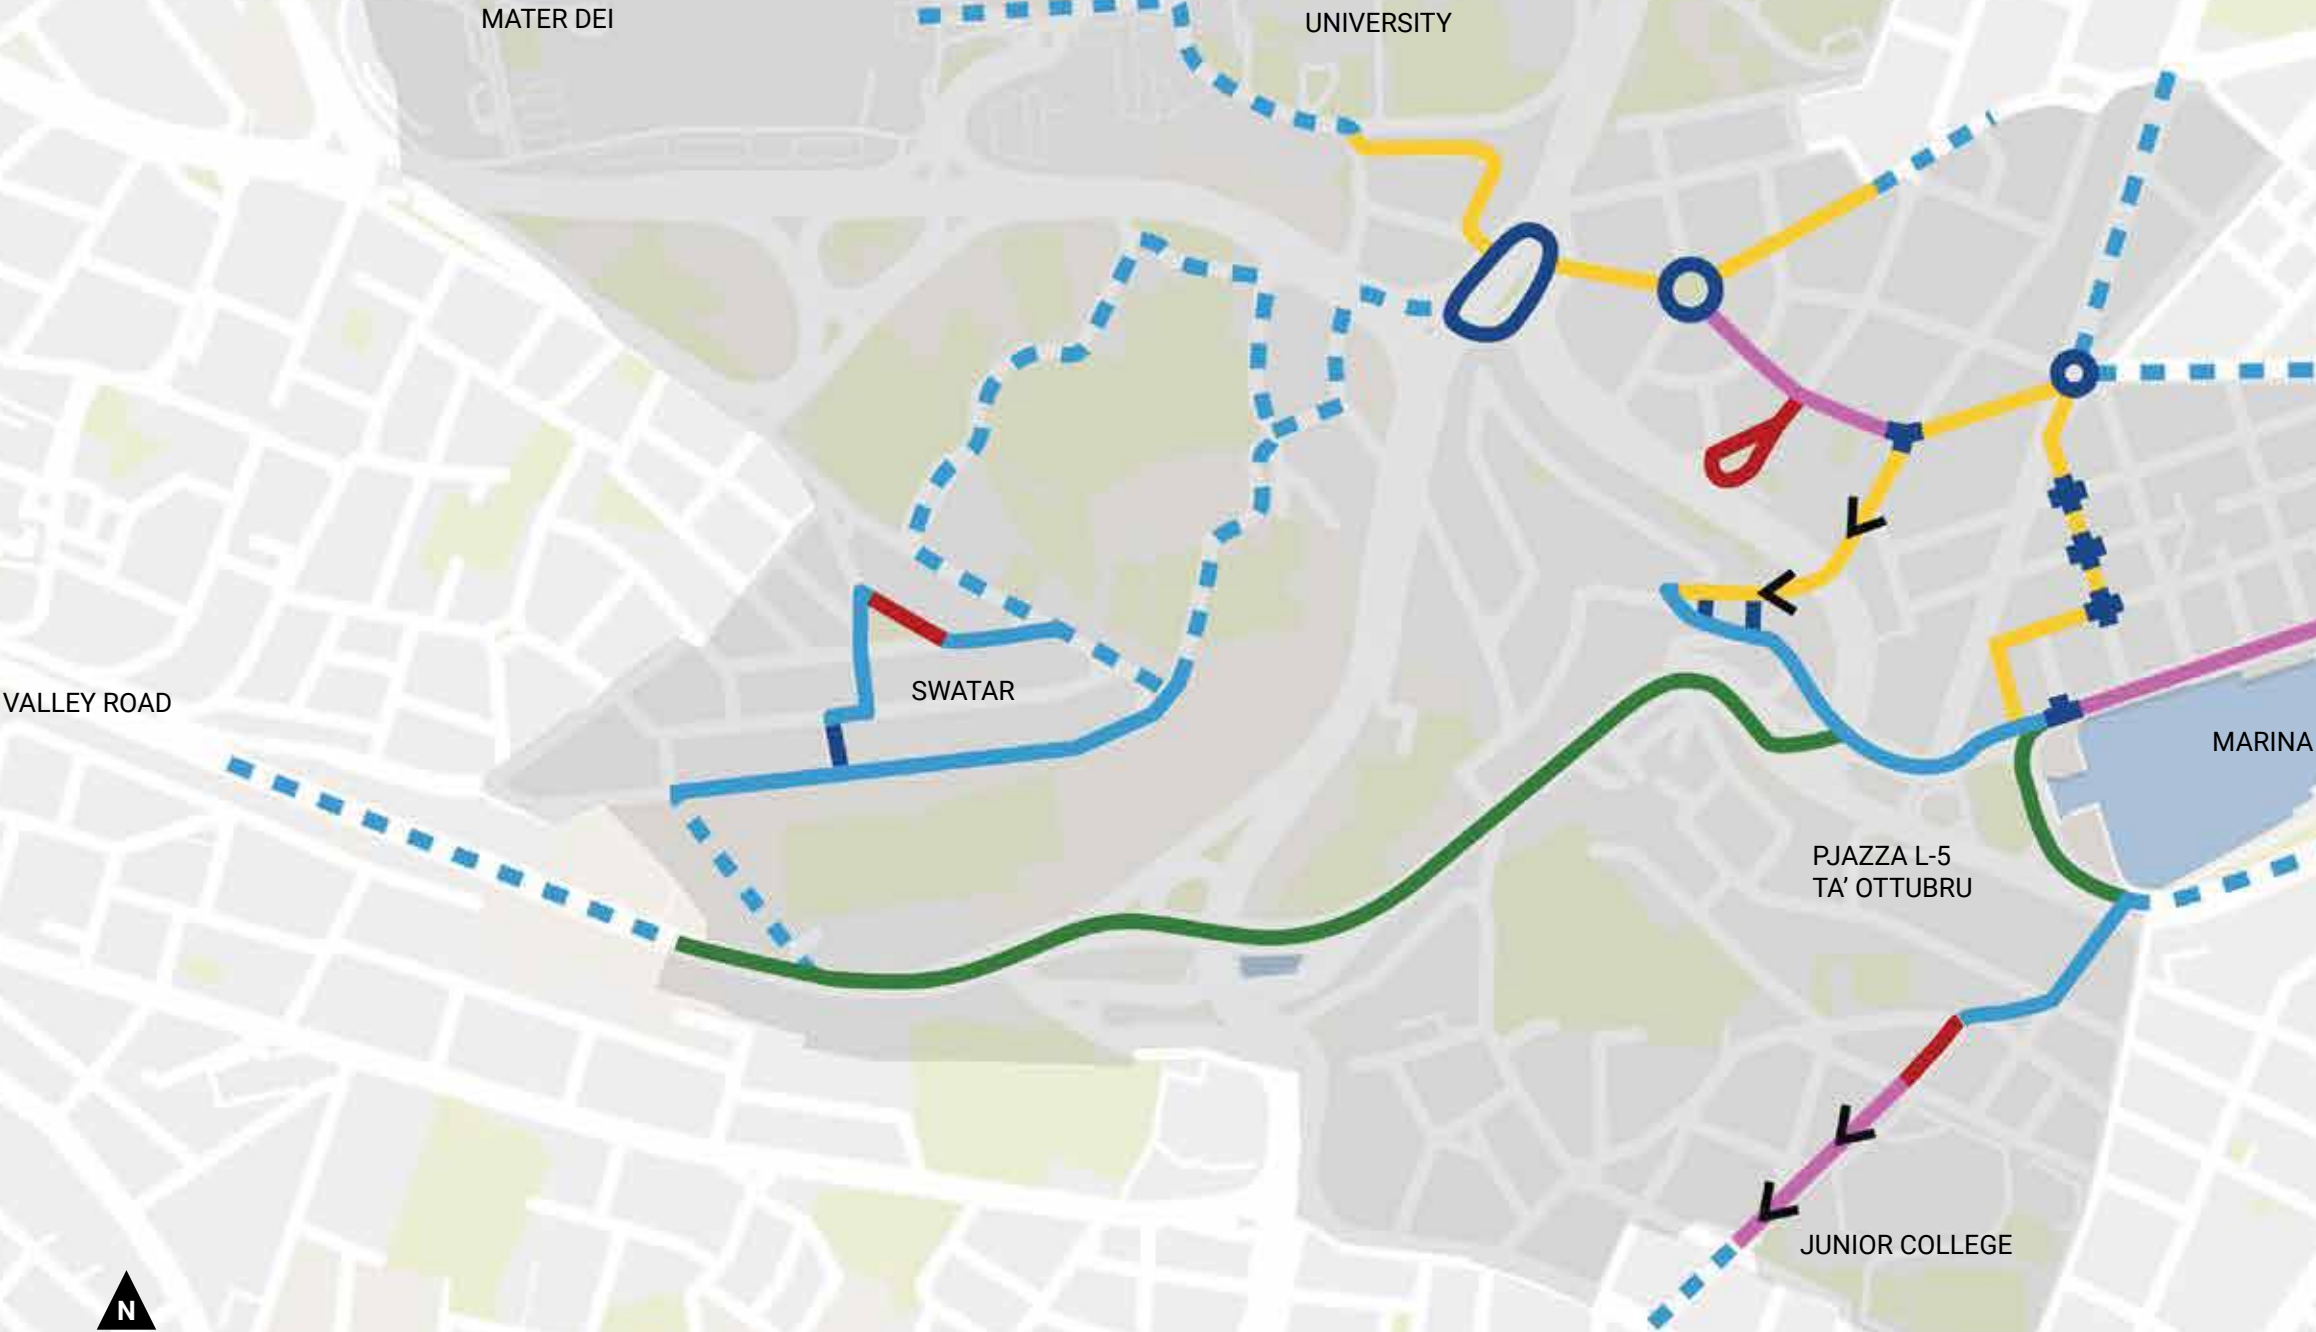 MATER DEI
UNIVERSITY
SWATAR
VALLEY ROAD
MARINA
PJAZZA L-5
TA’ OTTUBRU
JUNIOR COLLEGE
N